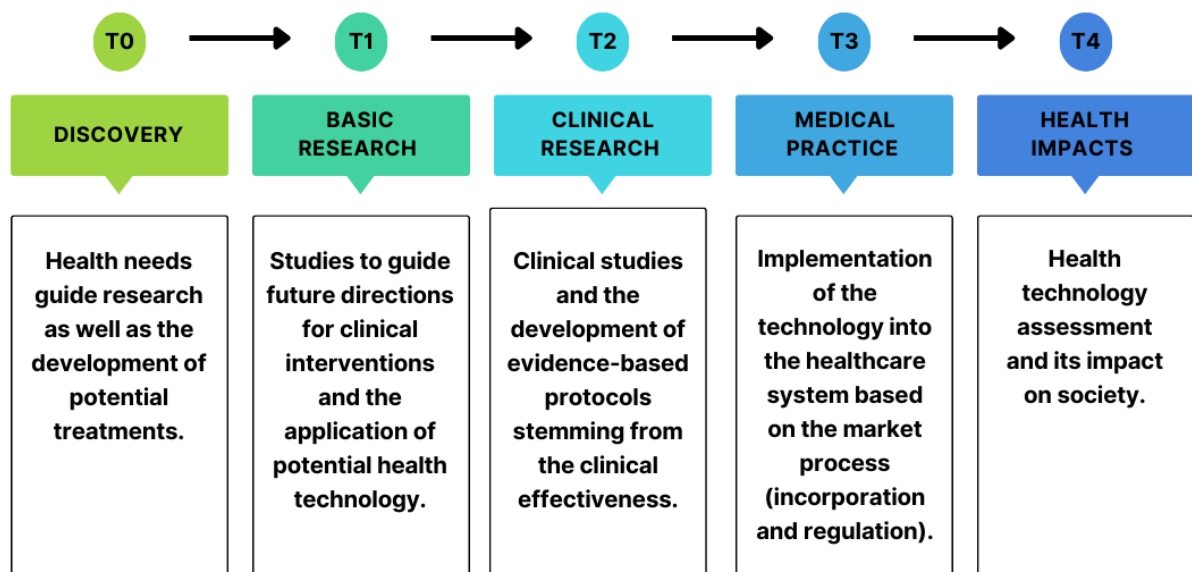 T0
T1
T2
T3
T4
DISCOVERY
BASIC
RESEARCH
CLINICAL
RESEARCH
MEDICAL
PRACTICE
HEALTH
IMPACTS
Health needs
guide research
as well as the
development of
potential
treatments.
Studies to guide
future directions
for clinical
interventions
and the
application of
potential health
technology.
Clinical studies
and the
development of
evidence-based
protocols
stemming from
the clinical
effectiveness.
Implementation
of the
technology into
the healthcare
system based
on the market
process
(incorporation
and regulation).
Health
technology
assessment
and its impact
on society.